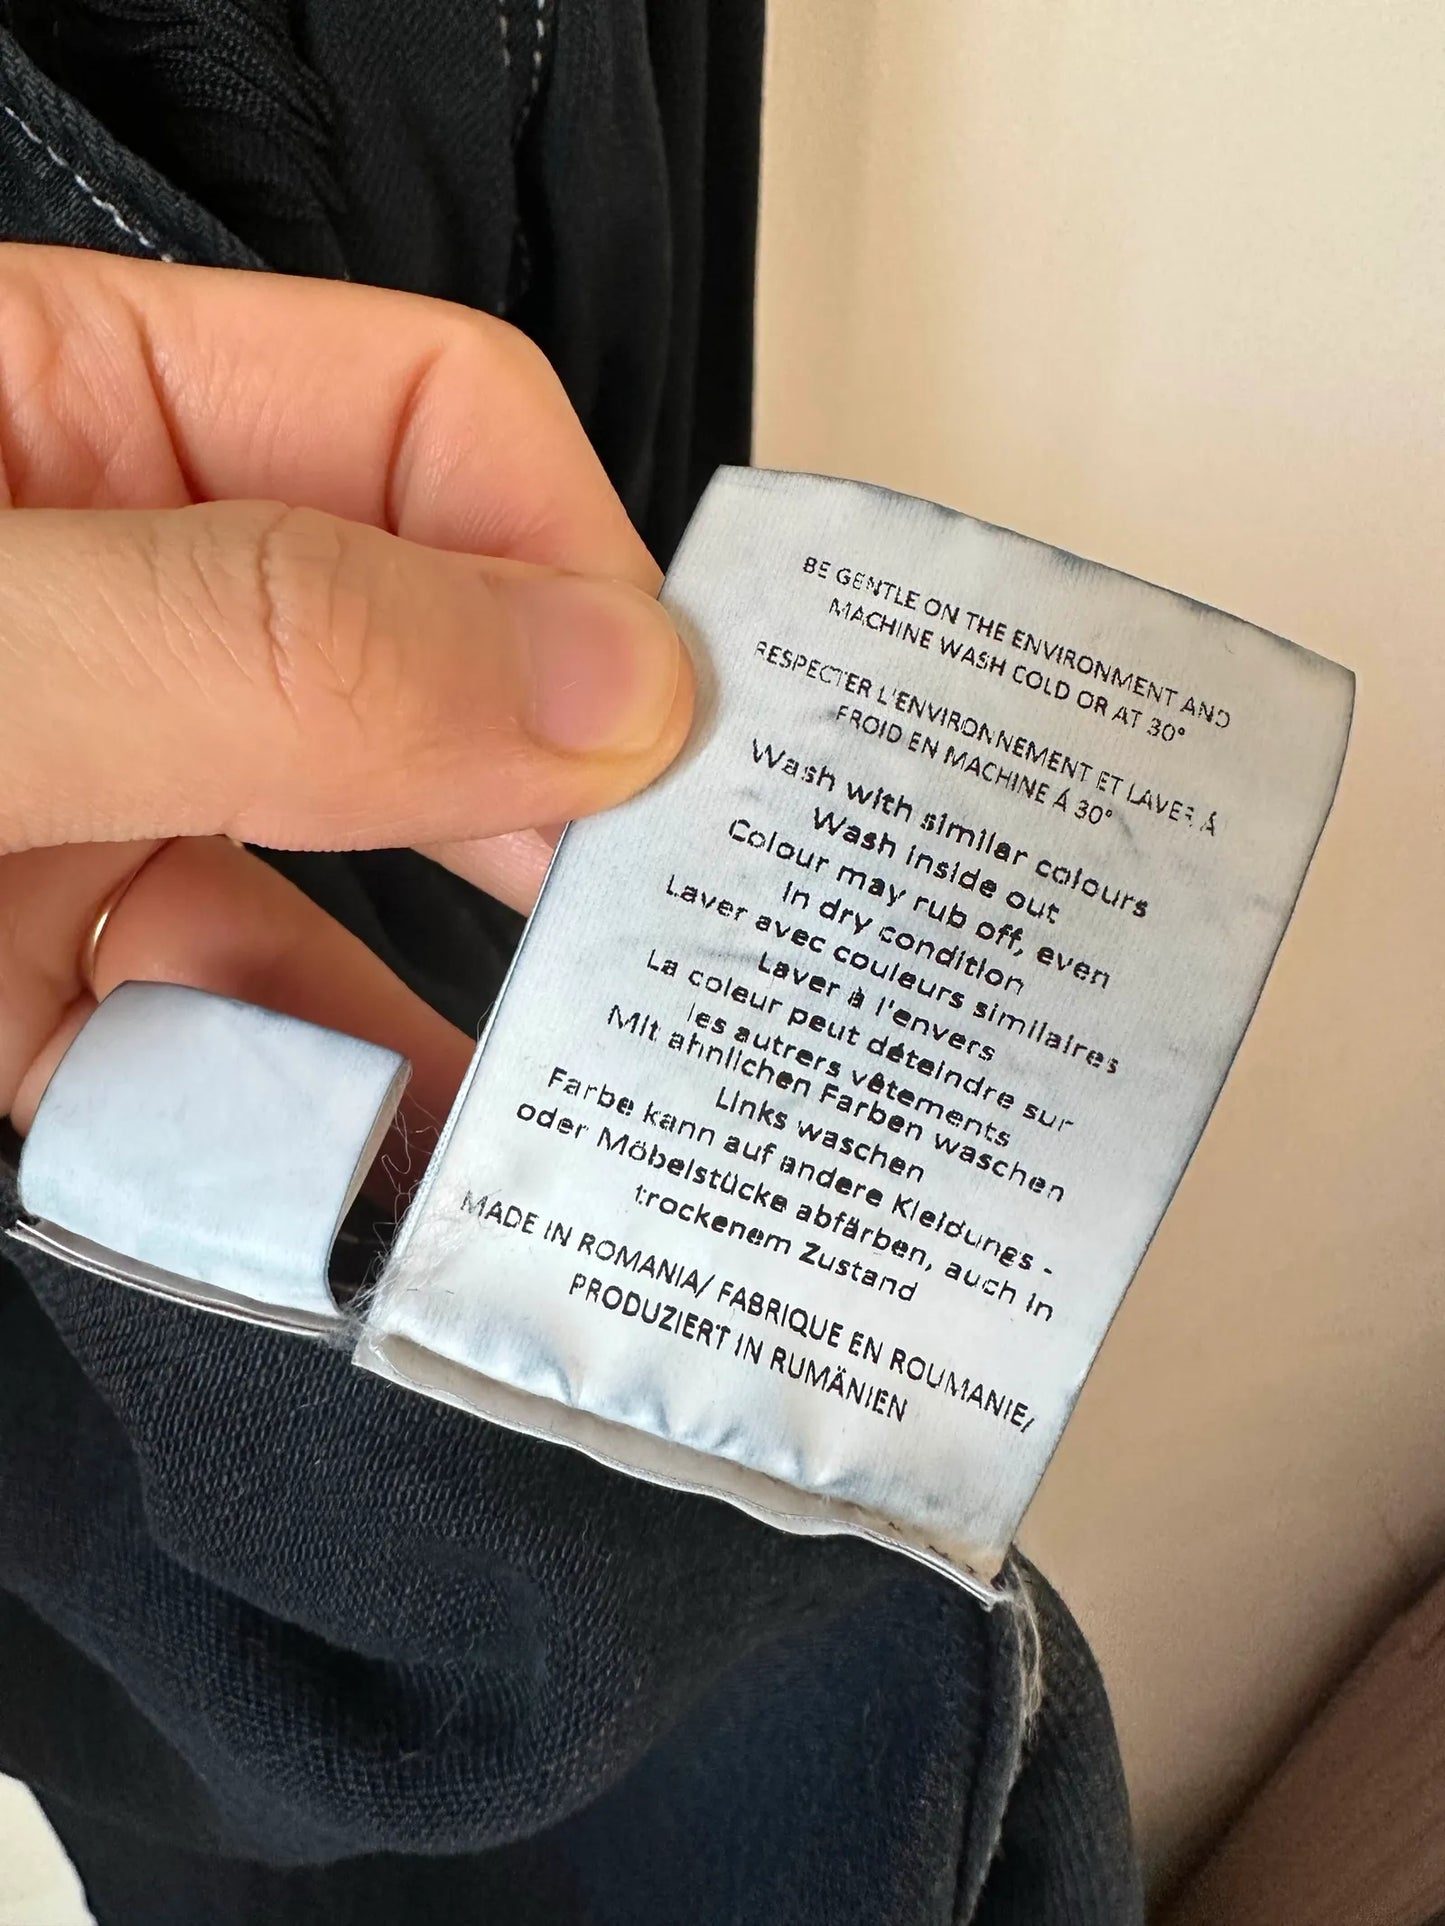 BE GENTLE ON THE ENVIRONMENT AND
MACHINE WASH COLD OR AT 30°
RESPECTER L'ENVIRONNEMENT ET LAVER Á
FROID EN MACHINE Á 30°
Wash with similar colours
Wash inside out
Colour may rub off, even
in dry condition
Laver avec couleurs similaires
Laver à l'envers
La coleur peut déteindre sur
les autrers vêtements
Mit ahnlichen Farben waschen
Links waschen
Farbe kann auf andere Kleidungs -
oder Möbelstücke abfärben, auch in
trockenem Zustand
MADE IN ROMANIA/ FABRIQUE EN ROUMANIE/
PRODUZIERT IN RUMÄNIEN